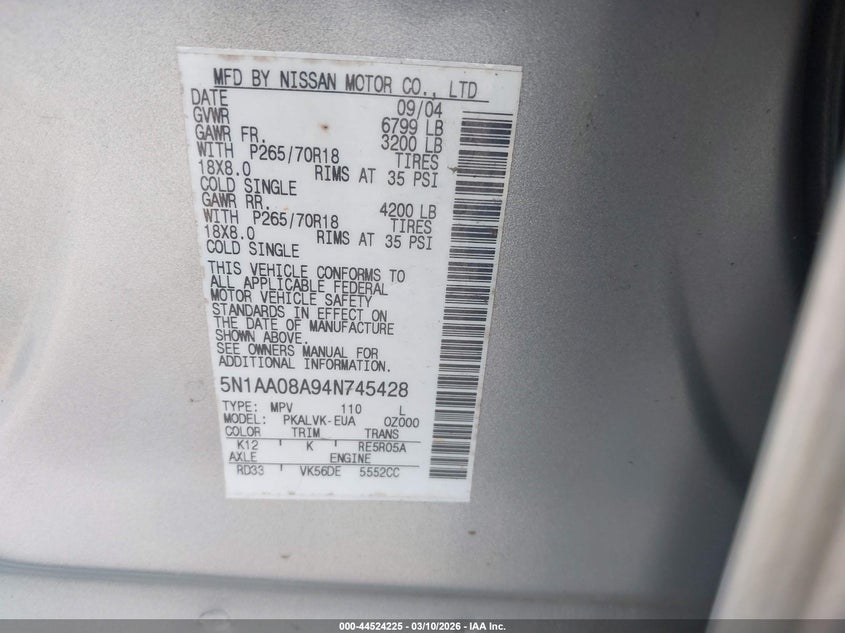 MFD BY NISSAN MOTOR CO., LTD
DATE 09/04
GVWR 6799 LB
GAWR FR. 3200 LB
WITH P265/70R18 TIRES
18X8.0 RIMS AT 35 PSI
COLD SINGLE
GAWR RR. 4200 LB
WITH P265/70R18 TIRES
18X8.0 RIMS AT 35 PSI
COLD SINGLE
THIS VEHICLE CONFORMS TO
ALL APPLICABLE FEDERAL
MOTOR VEHICLE SAFETY
STANDARDS IN EFFECT ON
THE DATE OF MANUFACTURE
SHOWN ABOVE.
SEE OWNERS MANUAL FOR
ADDITIONAL INFORMATION.
5N1AA08A94N745428
TYPE: MPV 110 L
MODEL: PKALVK-EUA 0Z000
COLOR TRIM TRANS
K12 K RE5R05A
AXLE ENGINE
RD33 VK56DE 5552CC
000-44524225 - 03/10/2026 - IAA Inc.